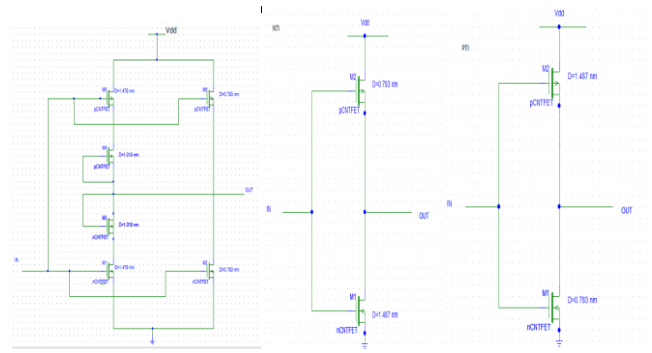 Vdd
D=1.470 nm
pCNTFET
D=0.783 nm
pCNTFET
D=1.018 nm
pCNTFET
OUT
D=1.018 nm
nCNTFET
IN
M1
D=1.470 nm
nCNTFET
M2
D=0.783 nm
nCNTFET
NTI
Vdd
M2
D=0.783 nm
pCNTFET
IN
OUT
M1
D=1.487 nm
nCNTFET
PTI
Vdd
M2
D=1.487 nm
pCNTFET
IN
OUT
M1
D=0.783 nm
nCNTFET